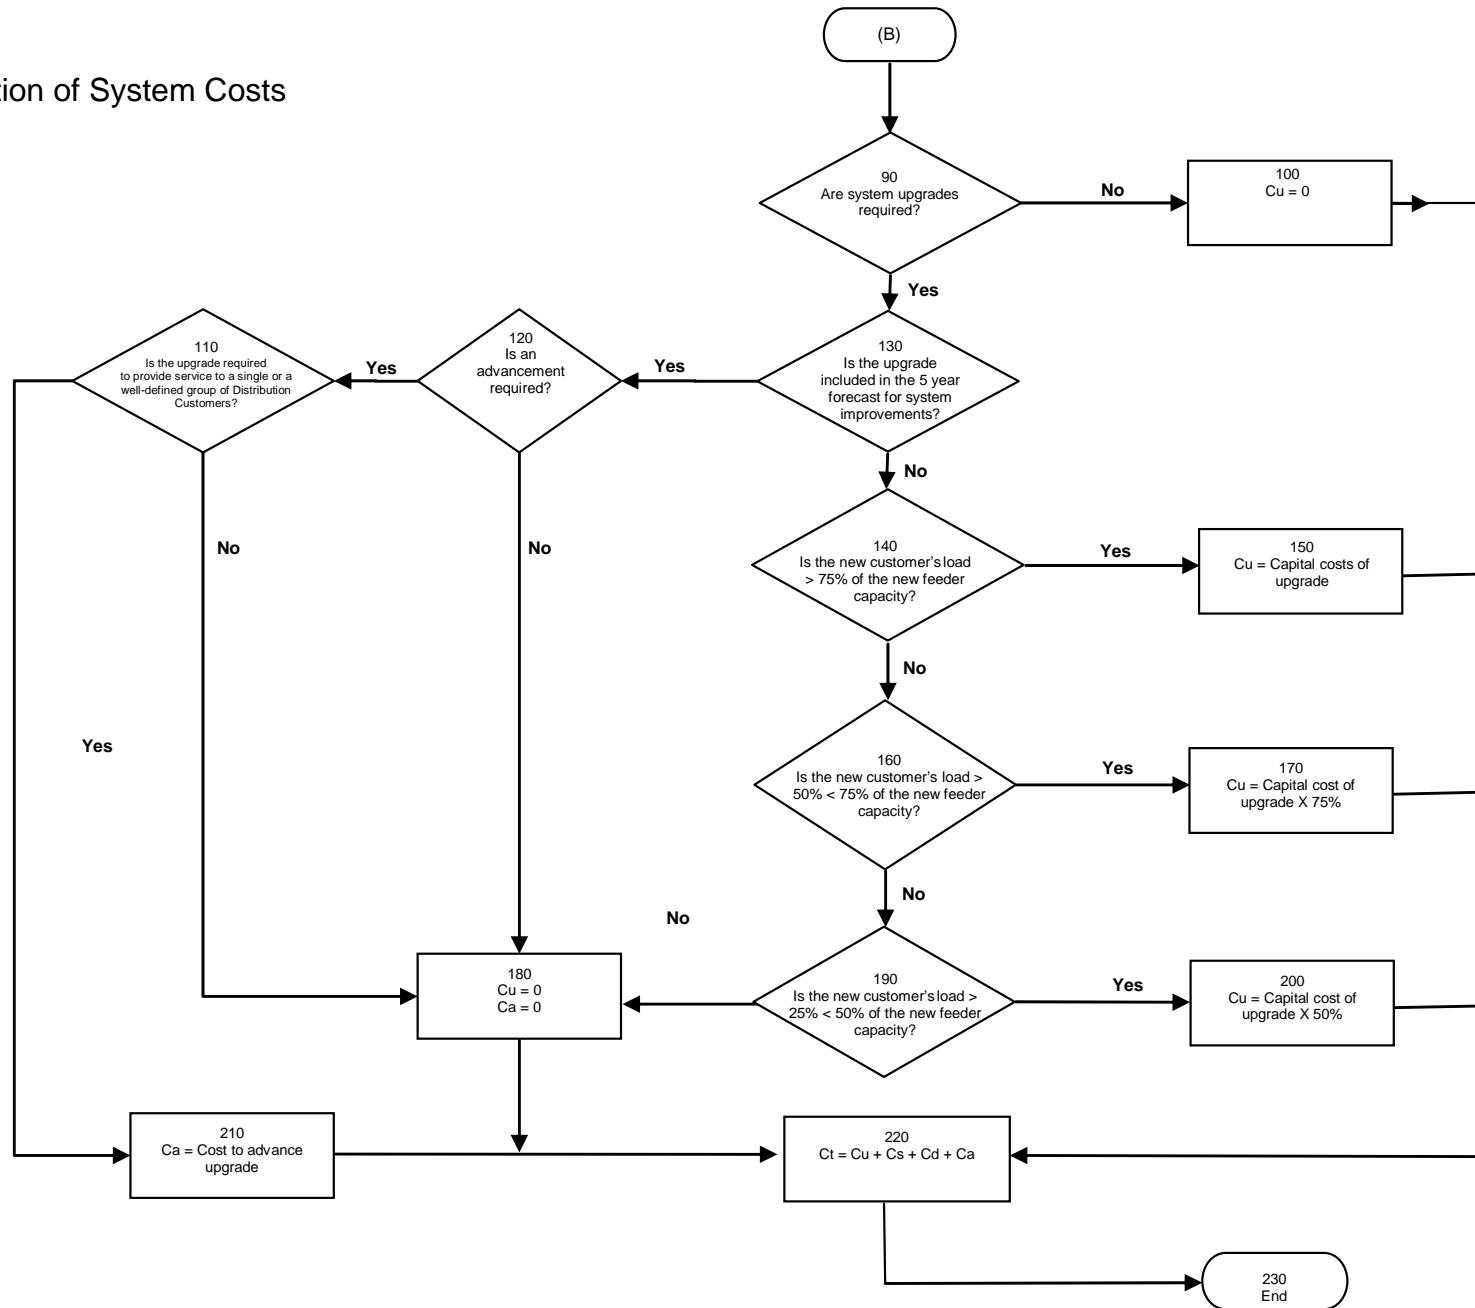 (B)
tion of System Costs
90
Are system upgrades
required?
No
100
Cu = 0
Yes
110
Is the upgrade required
to provide service to a single or a
well-defined group of Distribution
Customers?
Yes
120
Is an
advancement
required?
Yes
130
Is the upgrade
included in the 5 year
forecast for system
improvements?
No
No
No
140
Is the new customer's load
> 75% of the new feeder
capacity?
Yes
150
Cu = Capital costs of
upgrade
No
Yes
160
Is the new customer's load >
50% < 75% of the new feeder
capacity?
Yes
170
Cu = Capital cost of
upgrade X 75%
No
No
180
Cu = 0
Ca = 0
190
Is the new customer's load >
25% < 50% of the new feeder
capacity?
Yes
200
Cu = Capital cost of
upgrade X 50%
210
Ca = Cost to advance
upgrade
220
Ct = Cu + Cs + Cd + Ca
230
End